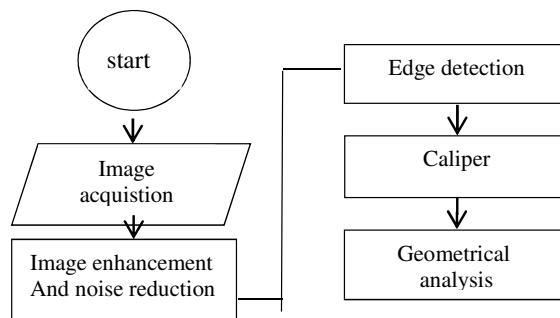 start
Image
acquistion
Image enhancement
And noise reduction
Edge detection
Caliper
Geometrical
analysis